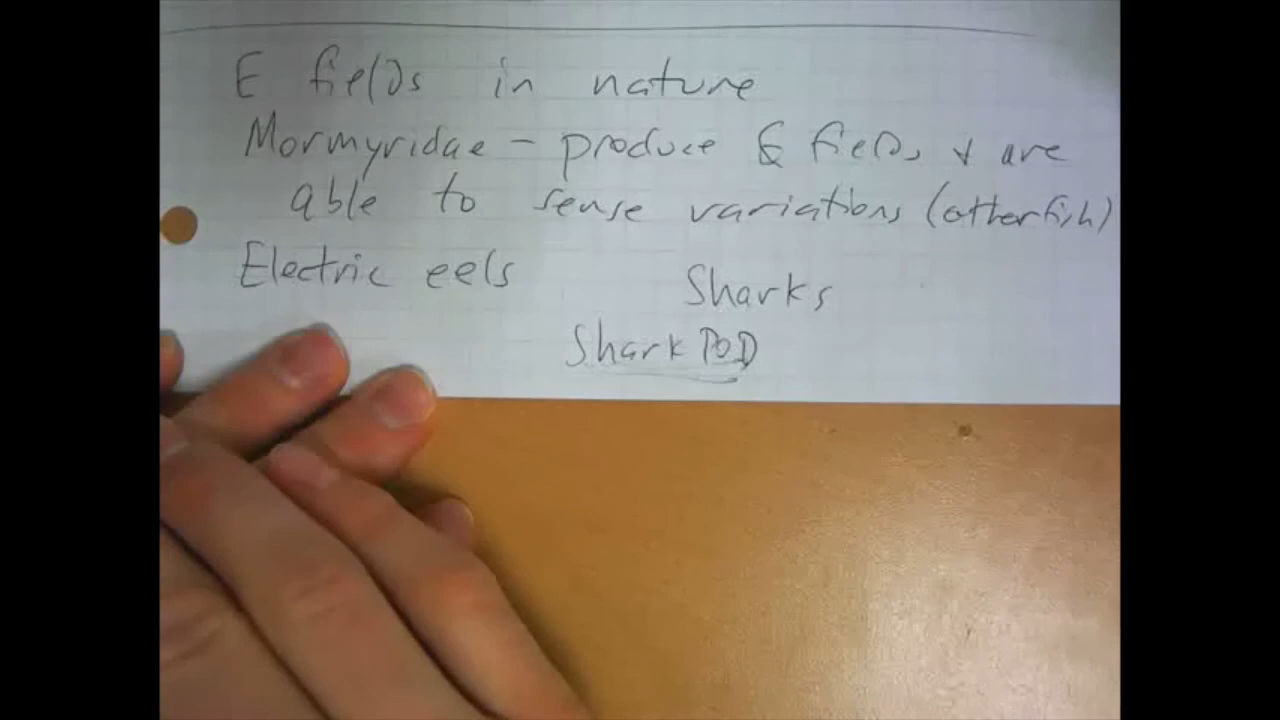 E fields in nature
Mormyridae - produce E fields & are
able to sense variations (other fish)
Electric eels
Sharks
Shark POD